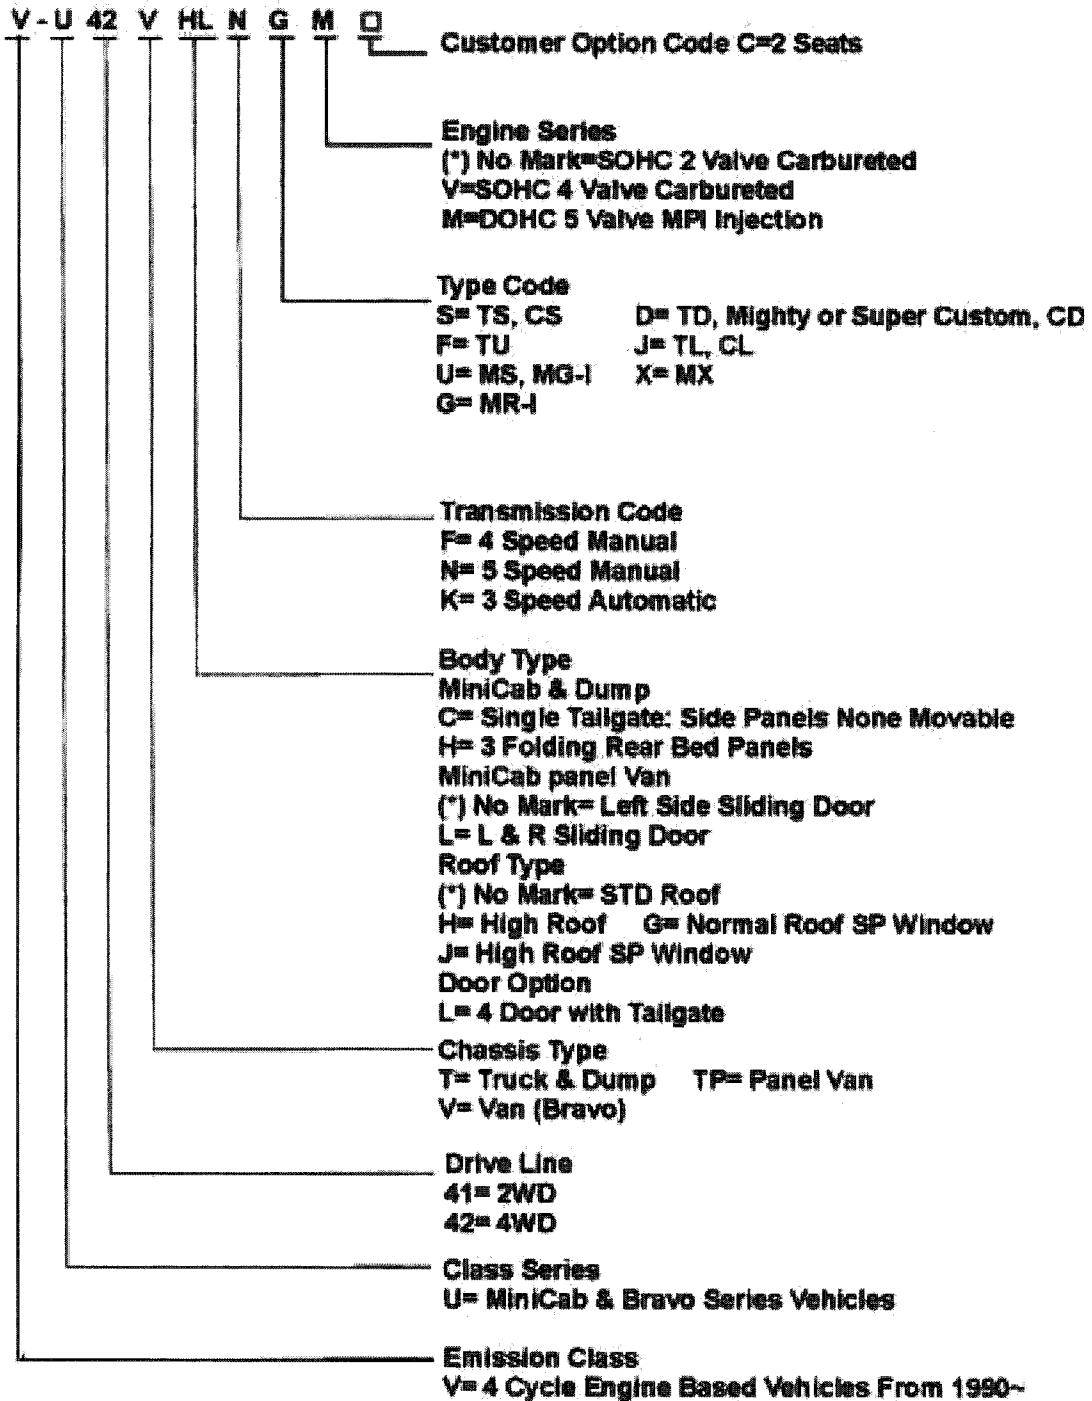 V - U 42 V HL N G M □
Customer Option Code C=2 Seats
Engine Series
(*) No Mark=SOHC 2 Valve Carbureted
V=SOHC 4 Valve Carbureted
M=DOHC 5 Valve MPI Injection
Type Code
S= TS, CS D= TD, Mighty or Super Custom, CD
F= TU J= TL, CL
U= MS, MG-I X= MX
G= MR-I
Transmission Code
F= 4 Speed Manual
N= 5 Speed Manual
K= 3 Speed Automatic
Body Type
MiniCab & Dump
C= Single Tailgate: Side Panels None Movable
H= 3 Folding Rear Bed Panels
MiniCab panel Van
(*) No Mark= Left Side Sliding Door
L= L & R Sliding Door
Roof Type
(*) No Mark= STD Roof
H= High Roof G= Normal Roof SP Window
J= High Roof SP Window
Door Option
L= 4 Door with Tailgate
Chassis Type
T= Truck & Dump TP= Panel Van
V= Van (Bravo)
Drive Line
41= 2WD
42= 4WD
Class Series
U= MiniCab & Bravo Series Vehicles
Emission Class
V= 4 Cycle Engine Based Vehicles From 1990~